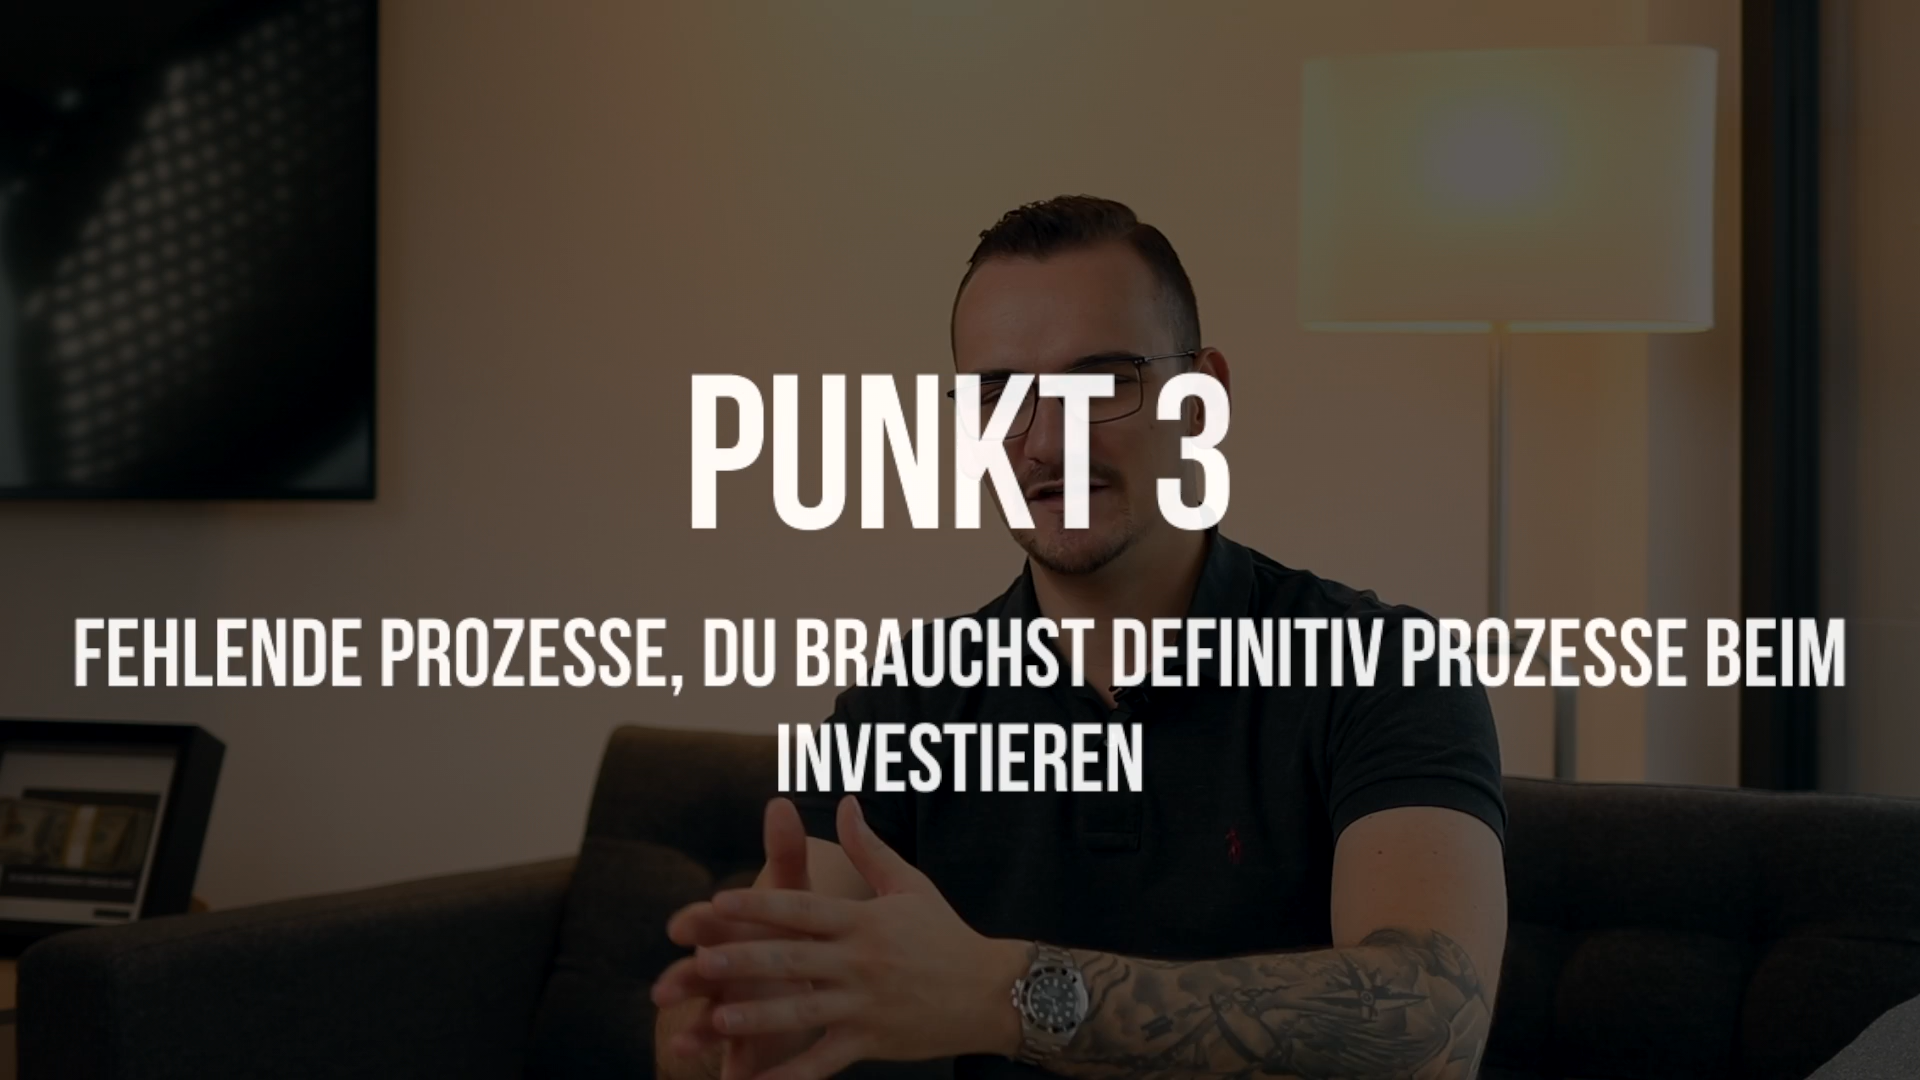 PUNKT 3
FEHLENDE PROZESSE, DU BRAUCHST DEFINITIV PROZESSE BEIM
INVESTIEREN